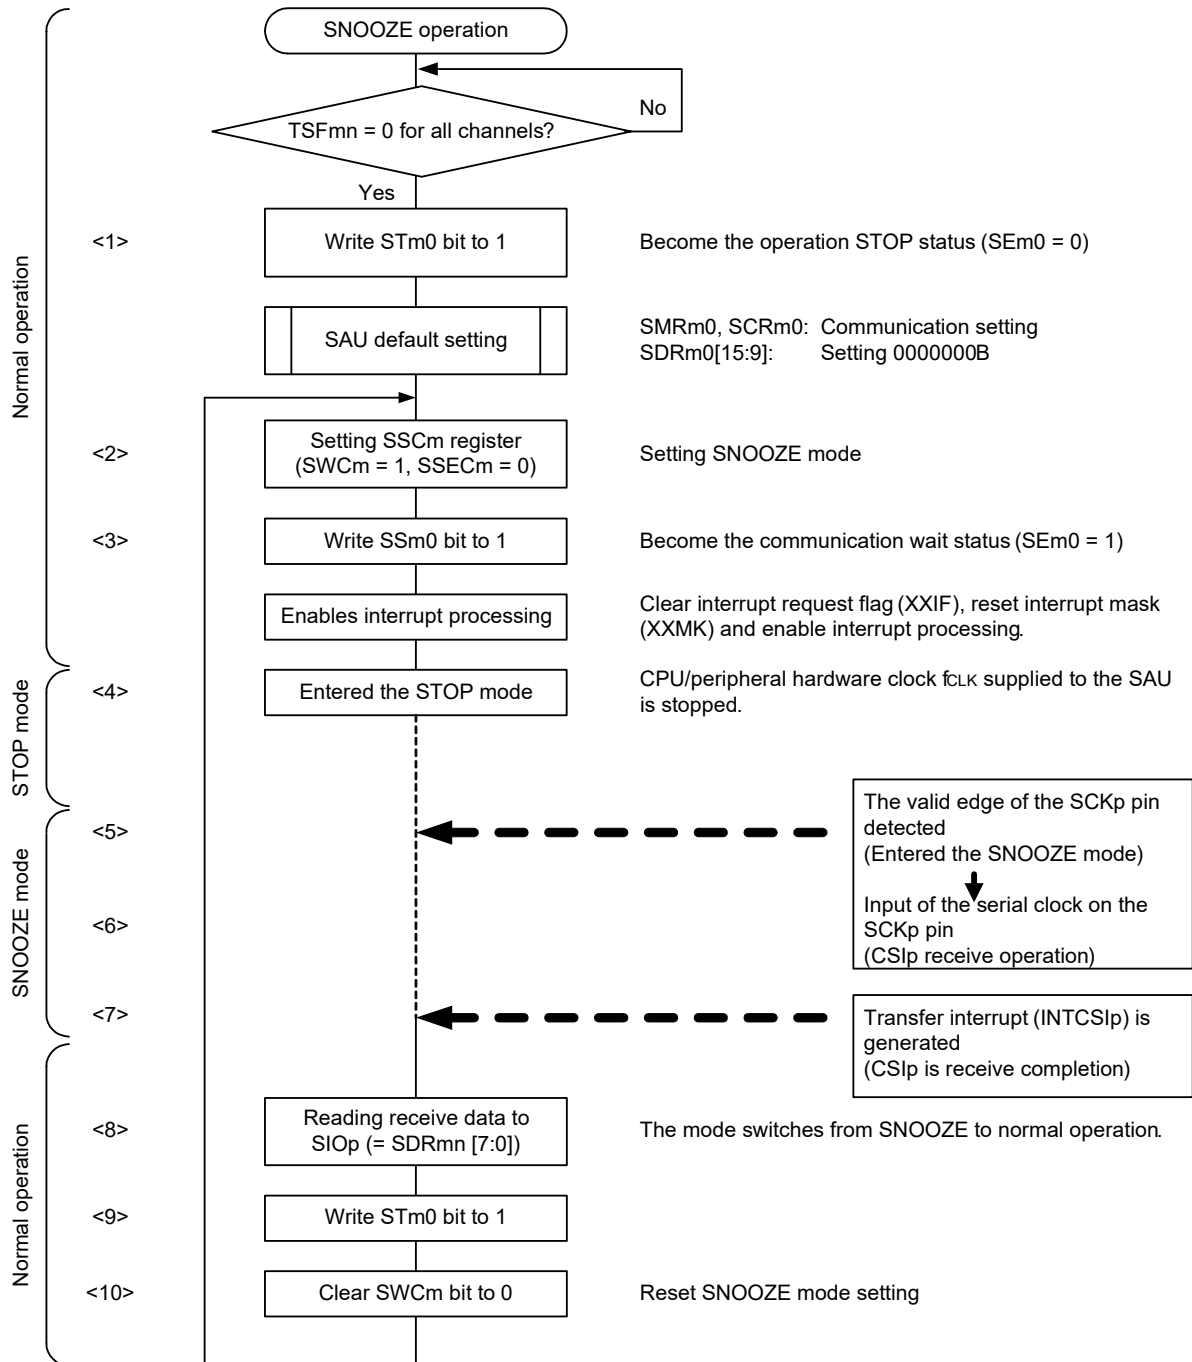 SNOOZE operation
No
TSFmn = 0 for all channels?
Yes
Normal operation
<1>
Write STm0 bit to 1
Become the operation STOP status (SEm0 = 0)
SAU default setting
SMRm0, SCRm0: Communication setting
SDRm0[15:9]: Setting 0000000B
<2>
Setting SSCm register
(SWCm = 1, SSECm = 0)
Setting SNOOZE mode
<3>
Write SSm0 bit to 1
Become the communication wait status (SEm0 = 1)
Enables interrupt processing
Clear interrupt request flag (XXIF), reset interrupt mask
(XXMK) and enable interrupt processing.
STOP mode
<4>
Entered the STOP mode
CPU/peripheral hardware clock fCLK supplied to the SAU
is stopped.
SNOOZE mode
<5>
The valid edge of the SCKp pin
detected
(Entered the SNOOZE mode)
<6>
Input of the serial clock on the
SCKp pin
(CSIp receive operation)
<7>
Transfer interrupt (INTCSIp) is
generated
(CSIp is receive completion)
Normal operation
<8>
Reading receive data to
SIOp (= SDRmn [7:0])
The mode switches from SNOOZE to normal operation.
<9>
Write STm0 bit to 1
<10>
Clear SWCm bit to 0
Reset SNOOZE mode setting